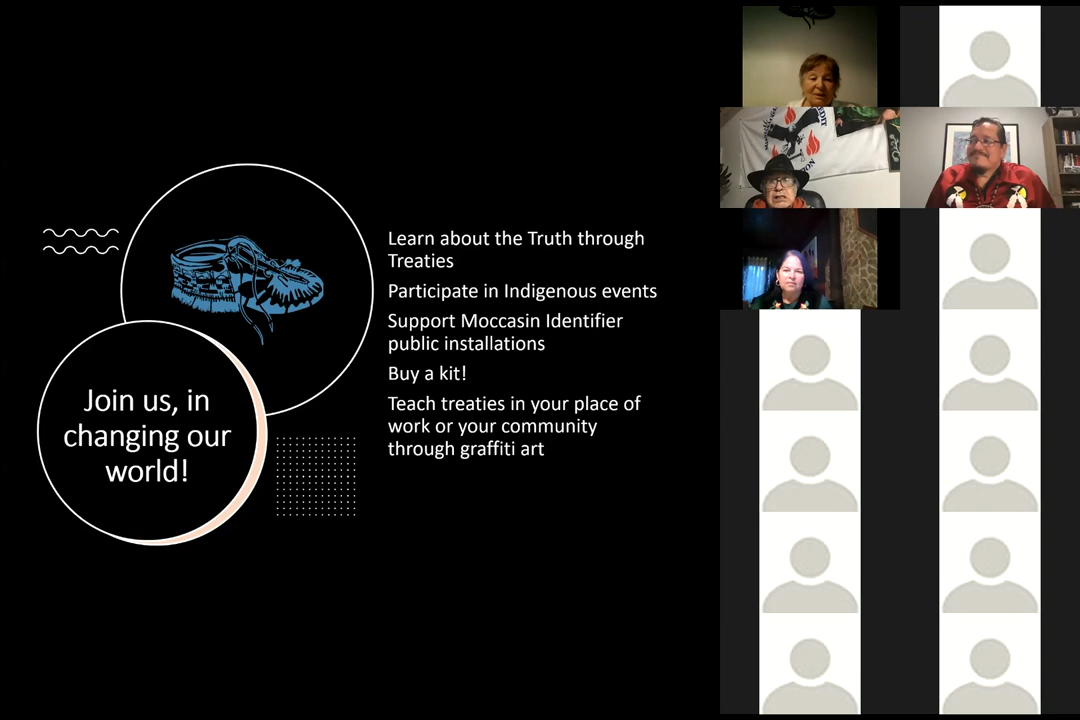 Learn about the Truth through
Treaties
Participate in Indigenous events
Support Moccasin Identifier
public installations
Buy a kit!
Teach treaties in your place of
work or your community
through graffiti art
Join us, in
changing our
world!